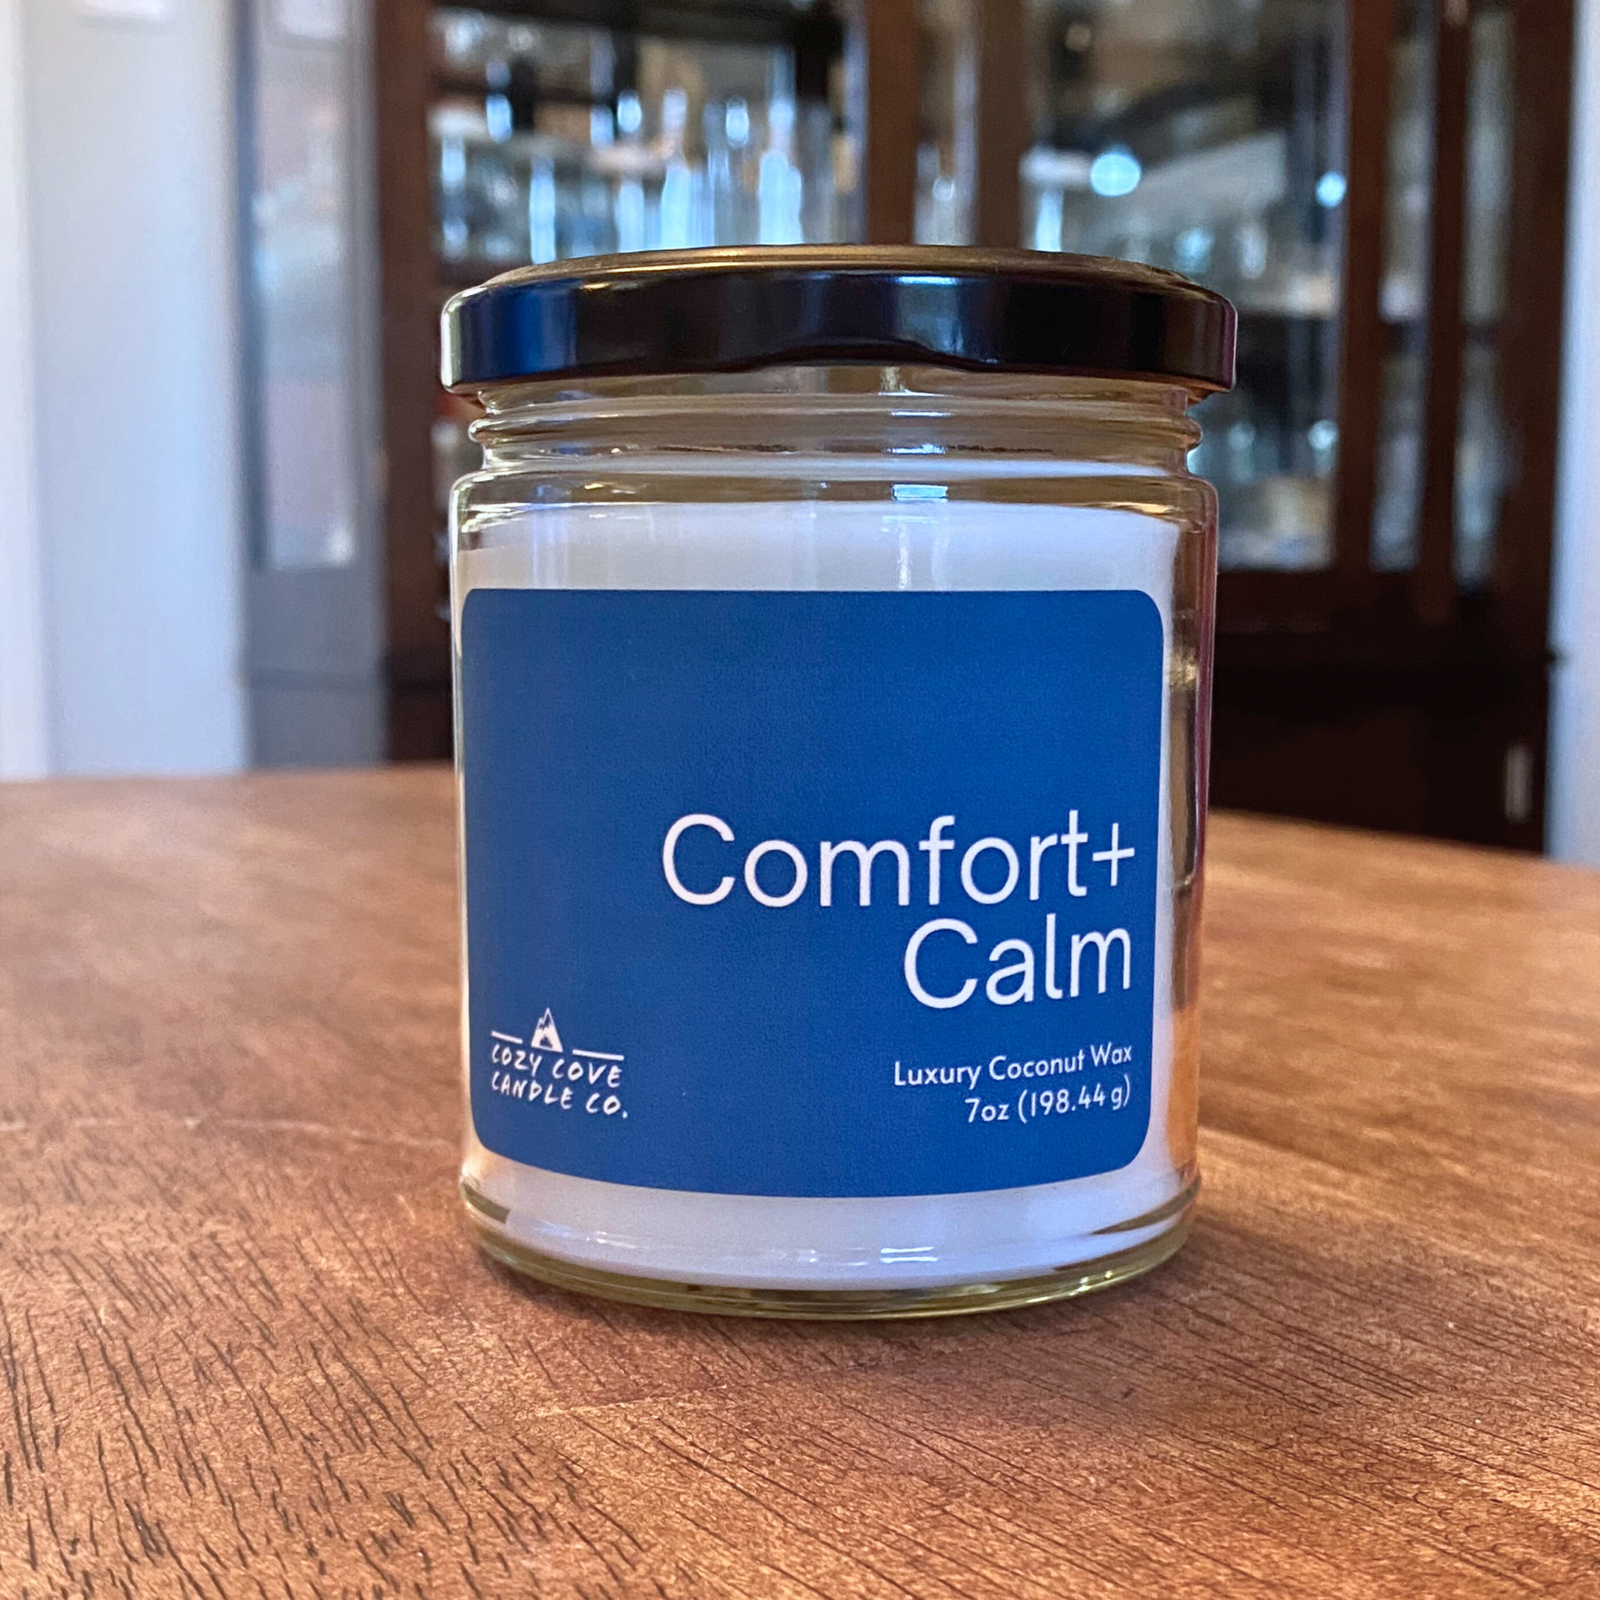 Comfort+
Calm
COZY COVE
CANDLE CO.
Luxury Coconut Wax
7oz (198.44 g)